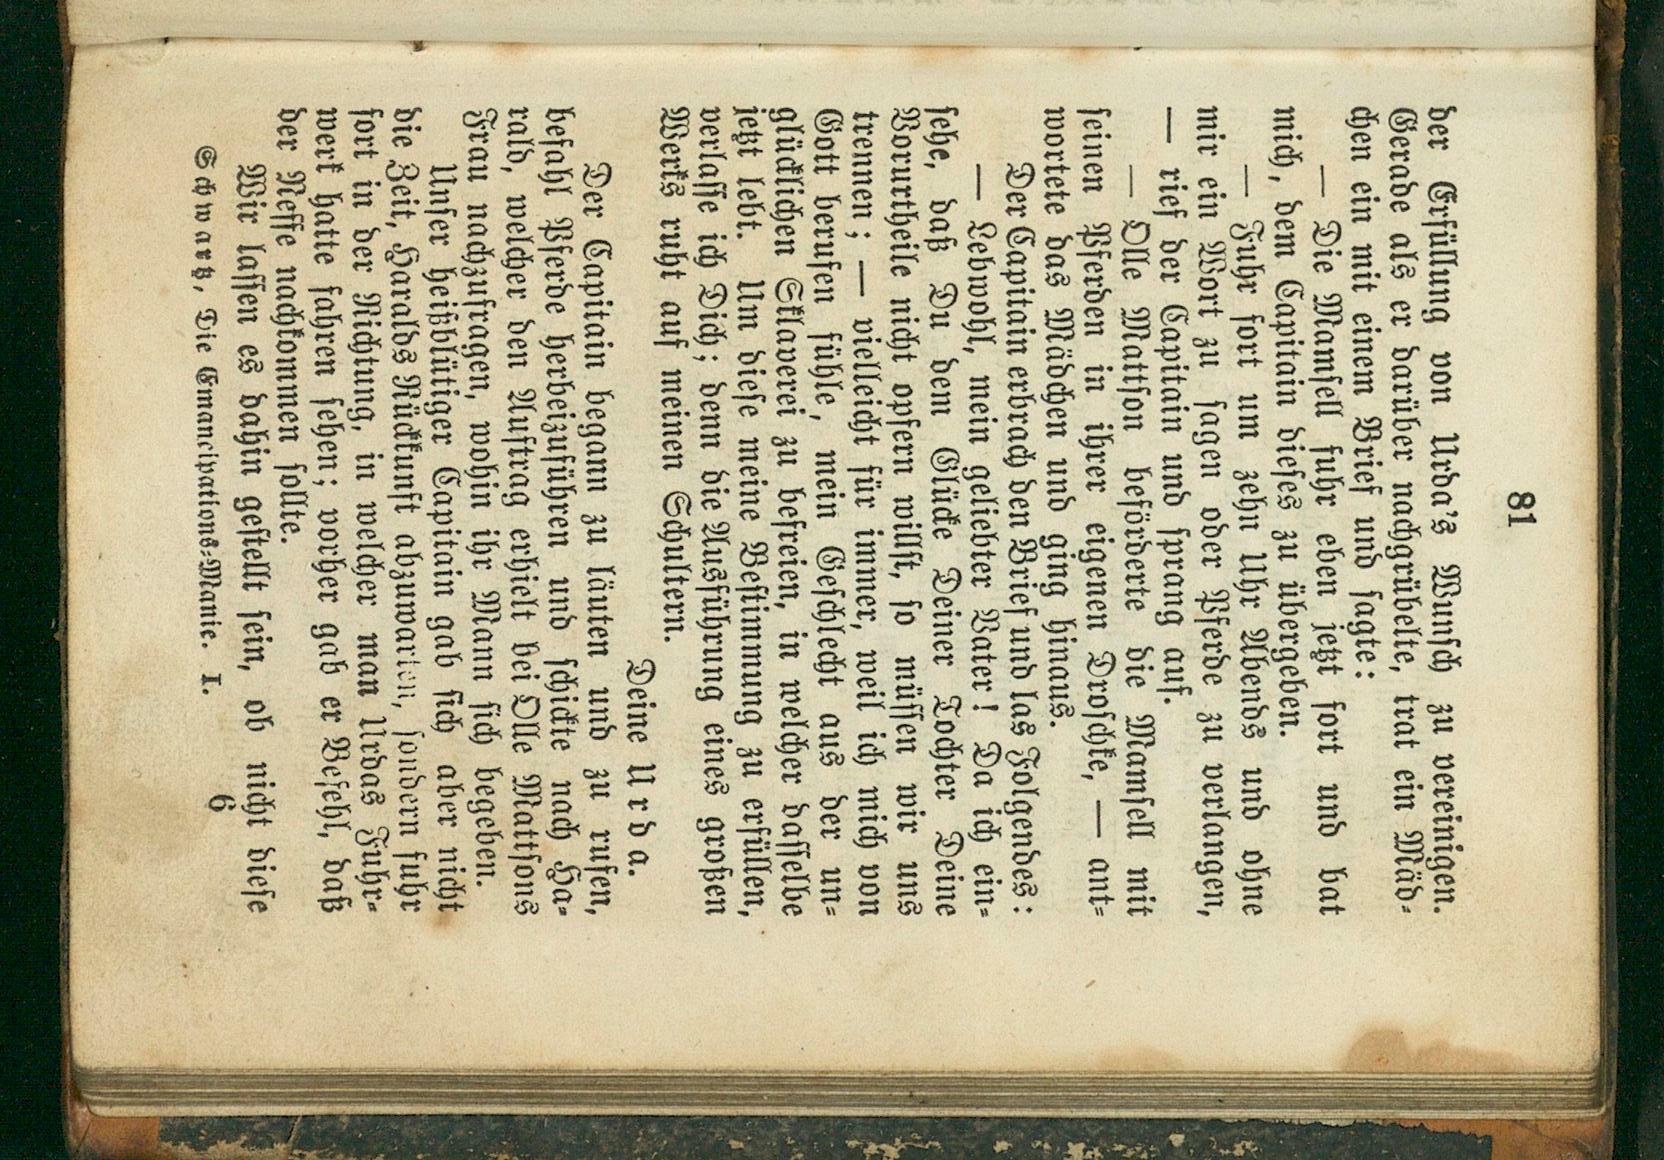 81
der Erfüllung von Urda's Wunsch zu vereinigen.
Gerade als er darüber nachgrübelte, trat ein Mäd-
chen ein mit einem Brief und sagte:
— Die Mamsell fuhr eben jetzt fort und bat
mich, dem Capitain dieses zu übergeben.
— Fuhr fort um zehn Uhr Abends und ohne
mir ein Wort zu sagen oder Pferde zu verlangen,
— rief der Capitain und sprang auf.
— Olle Mattson beförderte die Mamsell mit
seinen Pferden in ihrer eigenen Droschke, — ant-
wortete das Mädchen und ging hinaus.
Der Capitain erbrach den Brief und las Folgendes:
— Lebwohl, mein geliebter Vater! Da ich ein-
sehe, daß Du dem Glücke Deiner Tochter Deine
Vorurtheile nicht opfern willst, so müssen wir uns
trennen; — vielleicht für immer, weil ich mich von
Gott berufen fühle, mein Geschlecht aus der un-
glücklichen Sklaverei zu befreien, in welcher dasselbe
jetzt lebt. Um diese meine Bestimmung zu erfüllen,
verlasse ich Dich; denn die Ausführung eines großen
Werks ruht auf meinen Schultern.
Deine Urda.
Der Capitain begann zu läuten und zu rufen,
befahl Pferde herbeizuführen und schickte nach Ha-
rald, welcher den Auftrag erhielt bei Olle Mattsons
Frau nachzufragen, wohin ihr Mann sich begeben.
Unser heißblütiger Capitain gab sich aber nicht
die Zeit, Haralds Rückkunft abzuwarten, sondern fuhr
fort in der Richtung, in welcher man Urdas Fuhr-
werk hatte fahren sehen; vorher gab er Befehl, daß
der Neffe nachkommen sollte.
Wir lassen es dahin gestellt sein, ob nicht diese
Schwartz, Die Emancipations-Manie. I. 6